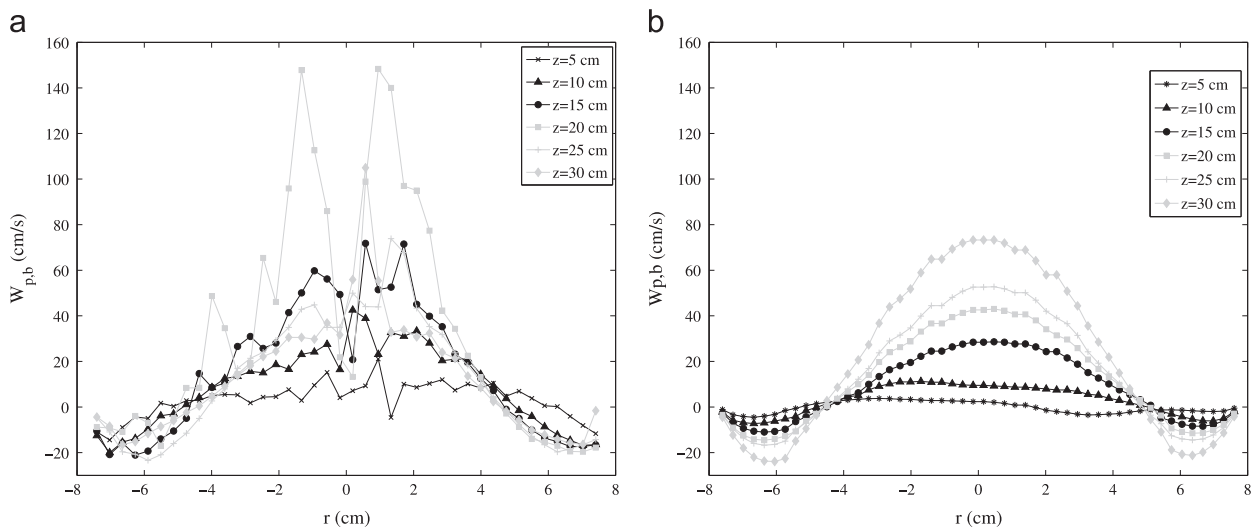 a
b
160
140
120
100
80
60
40
20
0
−20
W_{p,b} (cm/s)
−8
−6
−4
−2
0
2
4
6
8
r (cm)
z=5 cm
z=10 cm
z=15 cm
z=20 cm
z=25 cm
z=30 cm
160
140
120
100
80
60
40
20
0
−20
Wp,b (cm/s)
−8
−6
−4
−2
0
2
4
6
8
r (cm)
z=5 cm
z=10 cm
z=15 cm
z=20 cm
z=25 cm
z=30 cm